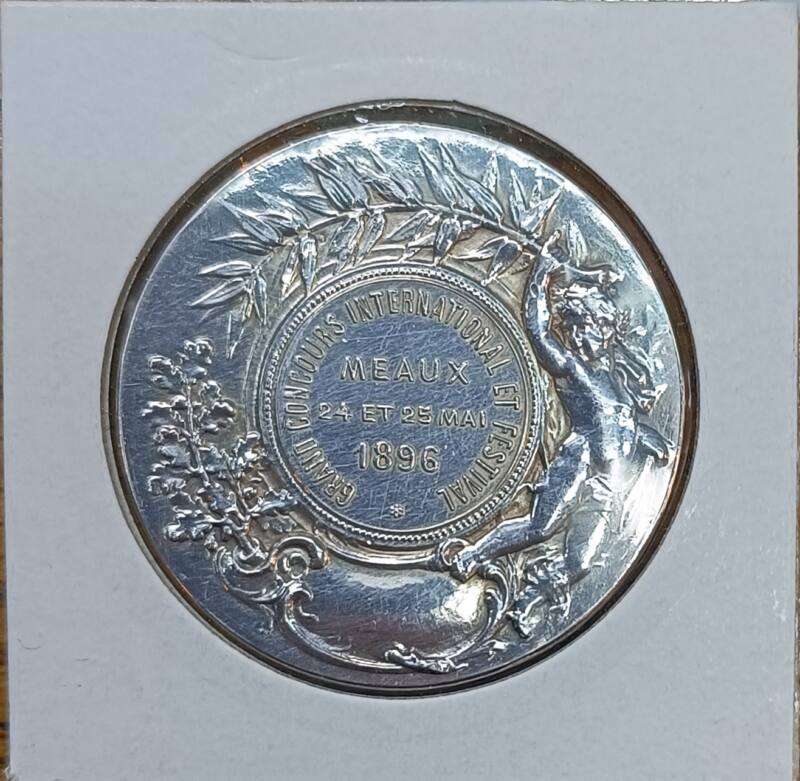 GRAND CONCOURS INTERNATIONAL ET FESTIVAL
MEAUX
24 ET 25 MAI
1896